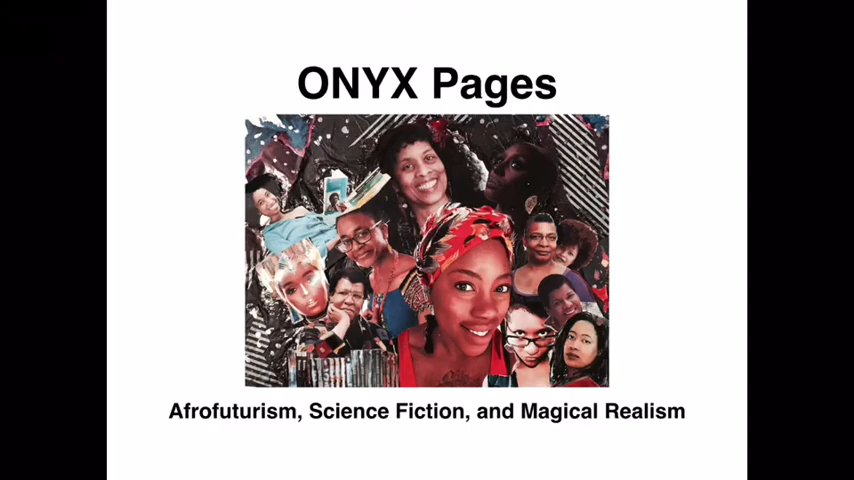 ONYX Pages
Afrofuturism, Science Fiction, and Magical Realism